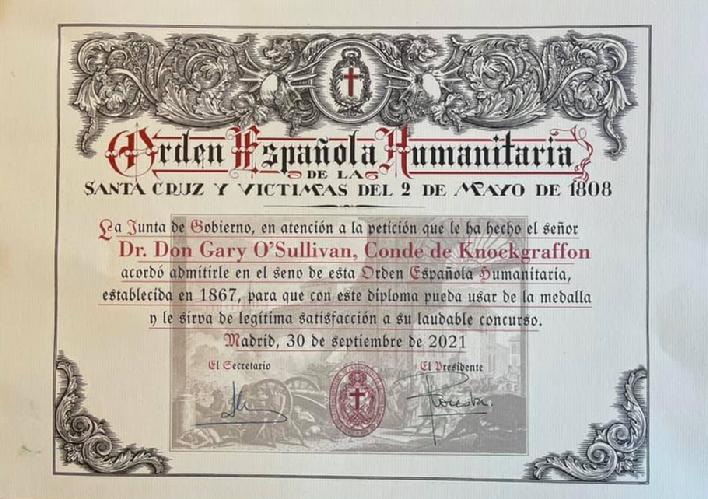 Orden Española Humanitaria
DE LA
SANTA CRUZ Y VICTIMAS DEL 2 DE MAYO DE 1808
La Junta de Gobierno, en atención a la petición que le ha hecho el señor
Dr. Don Gary O'Sullivan, Conde de Knockgraffon
acordó admitirle en el seno de esta Orden Española Humanitaria,
establecida en 1867, para que con este diploma pueda usar de la medalla
y le sirva de legítima satisfacción a su laudable concurso.
Madrid, 30 de septiembre de 2021
El Secretario El Presidente